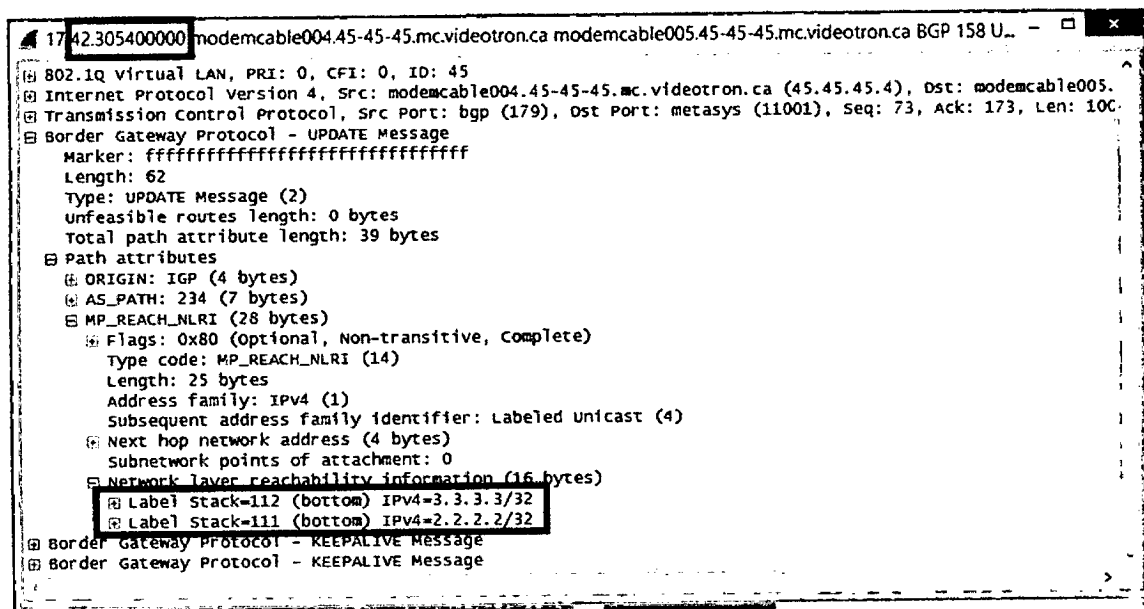 17 42.305400000 modemcable004.45-45-45.mc.videotron.ca modemcable005.45-45-45.mc.videotron.ca BGP 158 U...
802.1Q Virtual LAN, PRI: 0, CFI: 0, ID: 45
Internet Protocol Version 4, Src: modemcable004.45-45-45.mc.videotron.ca (45.45.45.4), Dst: modemcable005.
Transmission Control Protocol, Src Port: bgp (179), Dst Port: metasys (11001), Seq: 73, Ack: 173, Len: 100
Border Gateway Protocol - UPDATE Message
Marker: ffffffffffffffffffffffffffffffff
Length: 62
Type: UPDATE Message (2)
Unfeasible routes length: 0 bytes
Total path attribute length: 39 bytes
Path attributes
ORIGIN: IGP (4 bytes)
AS_PATH: 234 (7 bytes)
MP_REACH_NLRI (28 bytes)
Flags: 0x80 (Optional, Non-transitive, Complete)
Type code: MP_REACH_NLRI (14)
Length: 25 bytes
Address family: IPv4 (1)
Subsequent address family identifier: Labeled Unicast (4)
Next hop network address (4 bytes)
Subnetwork points of attachment: 0
Network layer reachability information (16 bytes)
Label Stack=112 (bottom) IPv4=3.3.3.3/32
Label Stack=111 (bottom) IPv4=2.2.2.2/32
Border Gateway Protocol - KEEPALIVE Message
Border Gateway Protocol - KEEPALIVE Message